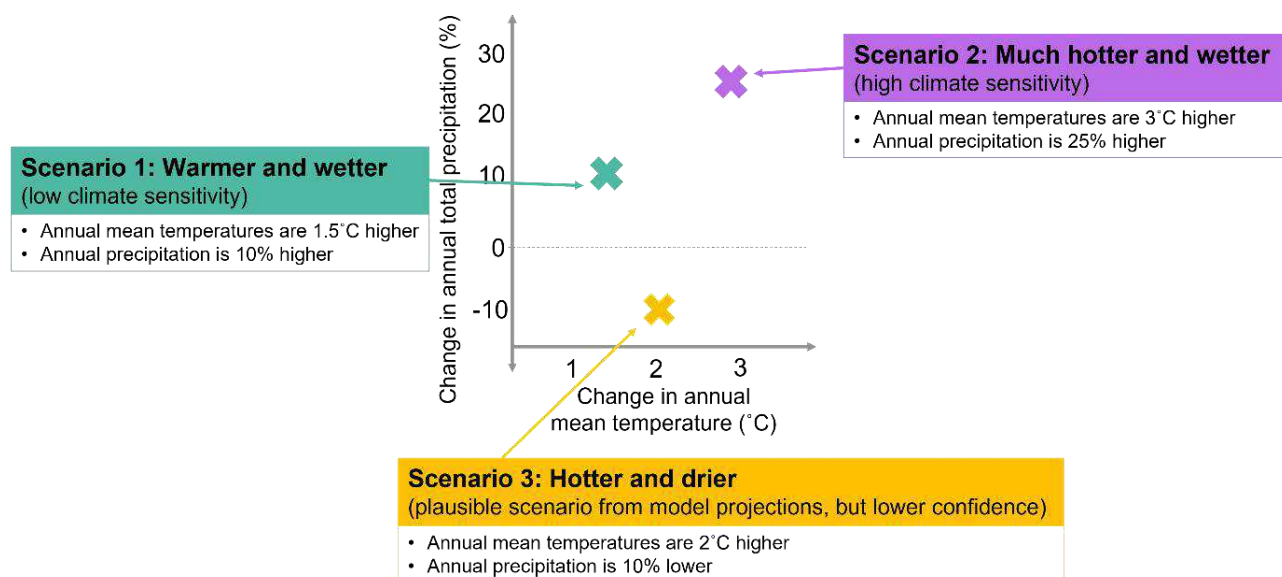 Change in annual total precipitation (%)
30
20
10
0
-10
1 2 3
Change in annual
mean temperature (˚C)
Scenario 1: Warmer and wetter
(low climate sensitivity)
• Annual mean temperatures are 1.5˚C higher
• Annual precipitation is 10% higher
Scenario 2: Much hotter and wetter
(high climate sensitivity)
• Annual mean temperatures are 3˚C higher
• Annual precipitation is 25% higher
Scenario 3: Hotter and drier
(plausible scenario from model projections, but lower confidence)
• Annual mean temperatures are 2˚C higher
• Annual precipitation is 10% lower